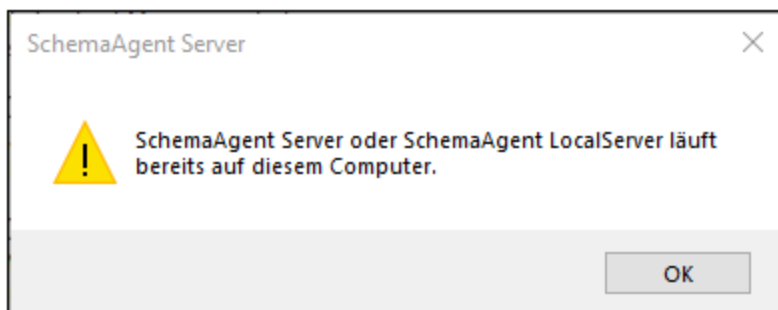 SchemaAgent Server
SchemaAgent Server oder SchemaAgent LocalServer läuft
bereits auf diesem Computer.
OK